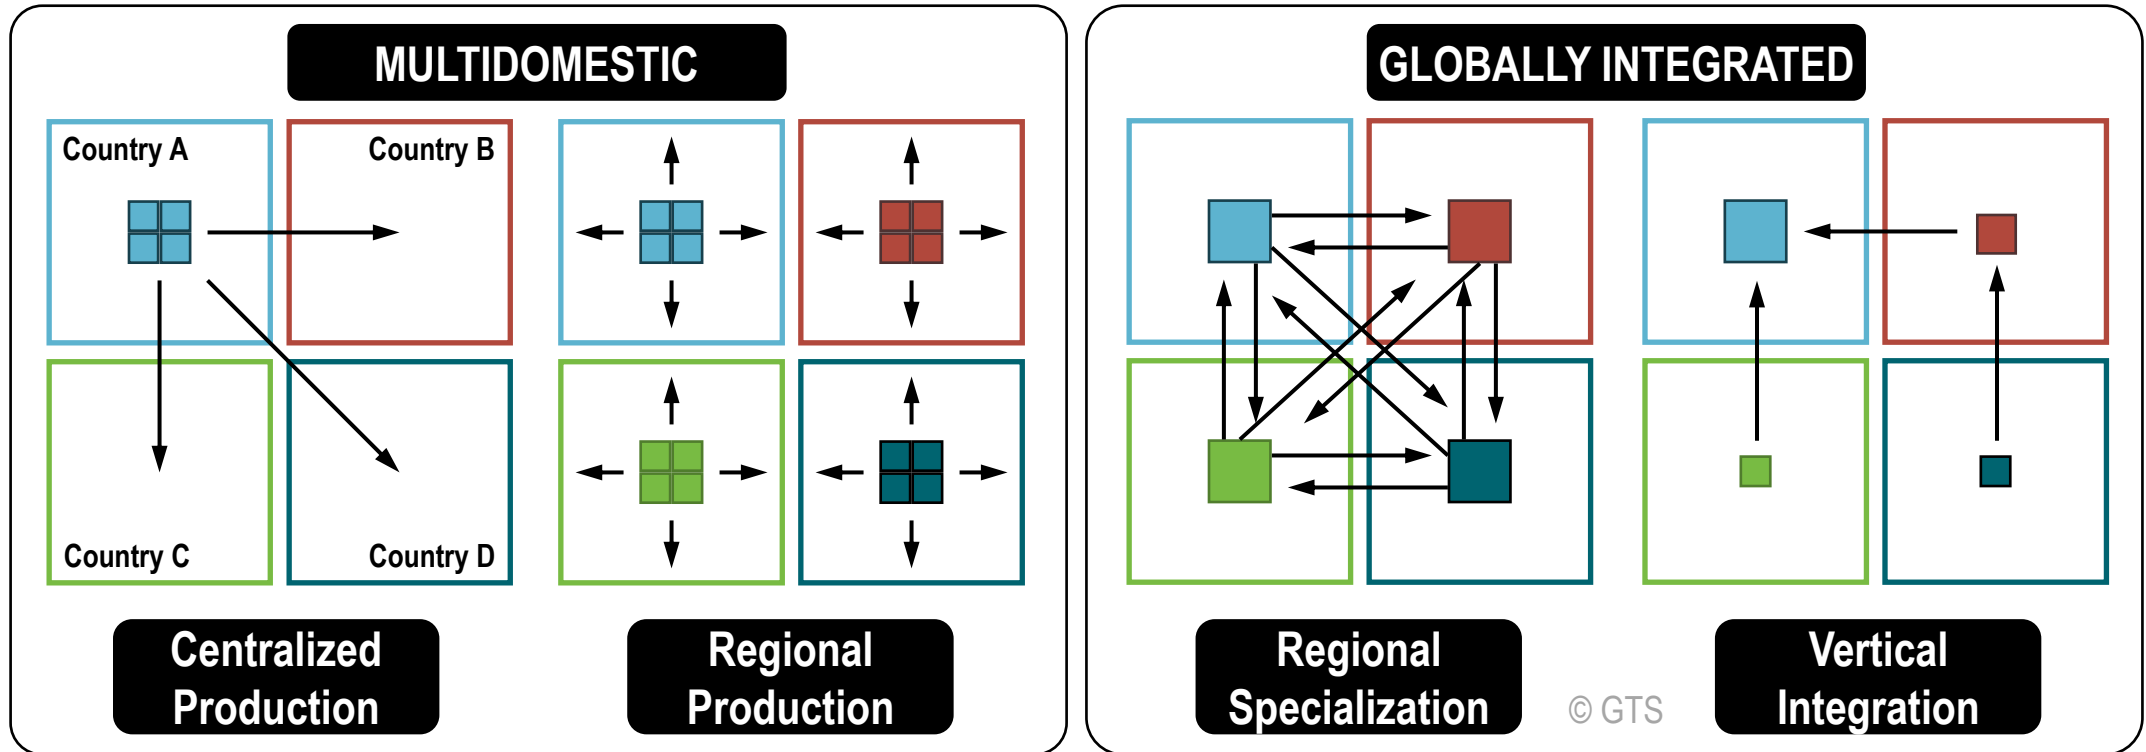 MULTIDOMESTIC
GLOBALLY INTEGRATED
Country A
Country B
Country C
Country D
Centralized
Production
Regional
Production
Regional
Specialization
© GTS
Vertical
Integration